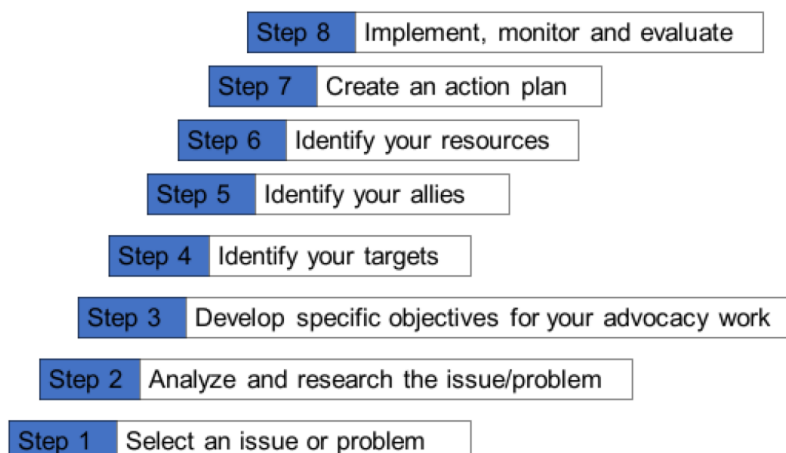 Step 8 Implement, monitor and evaluate
Step 7 Create an action plan
Step 6 Identify your resources
Step 5 Identify your allies
Step 4 Identify your targets
Step 3 Develop specific objectives for your advocacy work
Step 2 Analyze and research the issue/problem
Step 1 Select an issue or problem